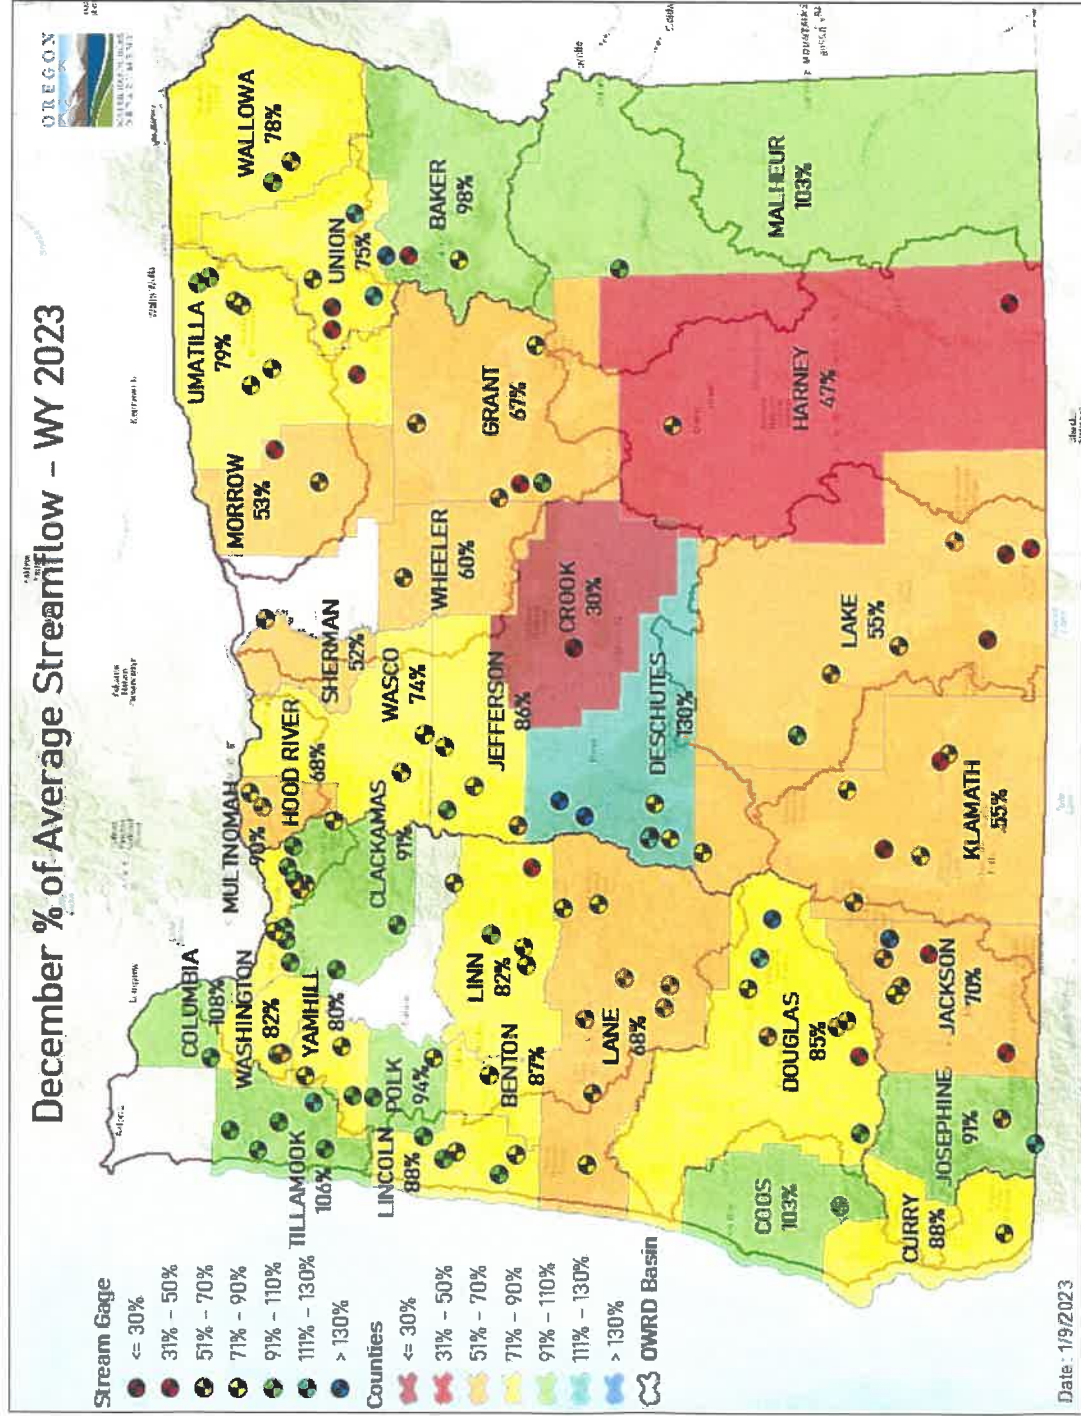 December % of Average Streamflow - WY 2023
OREGON
COLUMBIA
108%
MULTNOMAH
90%
HOOD RIVER
68%
SHERMAN
52%
MORROW
53%
UMATILLA
79%
WALLOWA
78%
UNION
75%
WASHINGTON
82%
YAMHILL
80%
CLACKAMAS
91%
WASCO
74%
WHEELER
60%
GRANT
67%
BAKER
98%
TILLAMOOK
106%
POLK
94%
LINCOLN
88%
LINN
82%
BENTON
87%
JEFFERSON
86%
CROOK
30%
LANE
68%
DESCHUTES
130%
HARNEY
47%
MALHEUR
103%
DOUGLAS
85%
COOS
103%
LAKE
55%
KLAMATH
55%
JACKSON
70%
JOSEPHINE
91%
CURRY
88%
Stream Gage
<= 30%
31% - 50%
51% - 70%
71% - 90%
91% - 110%
111% - 130%
> 130%
Counties
<= 30%
31% - 50%
51% - 70%
71% - 90%
91% - 110%
111% - 130%
> 130%
OWRD Basin
Date: 1/9/2023